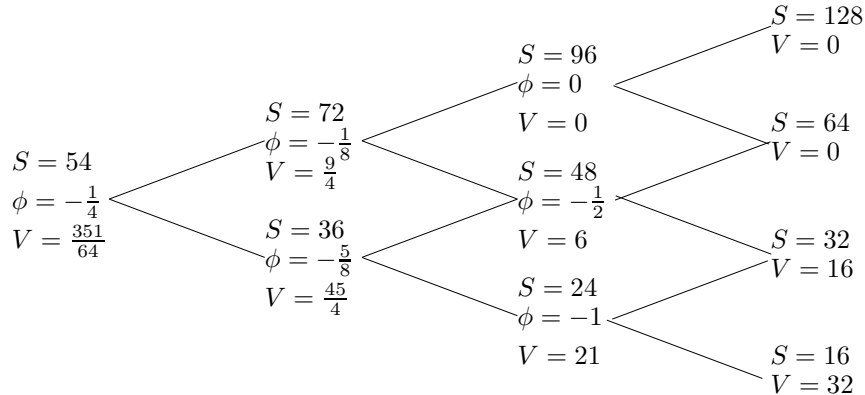 S = 54
ϕ = −1/4
V = 351/64
S = 72
ϕ = −1/8
V = 9/4
S = 36
ϕ = −5/8
V = 45/4
S = 96
ϕ = 0
V = 0
S = 48
ϕ = −1/2
V = 6
S = 24
ϕ = −1
V = 21
S = 128
V = 0
S = 64
V = 0
S = 32
V = 16
S = 16
V = 32